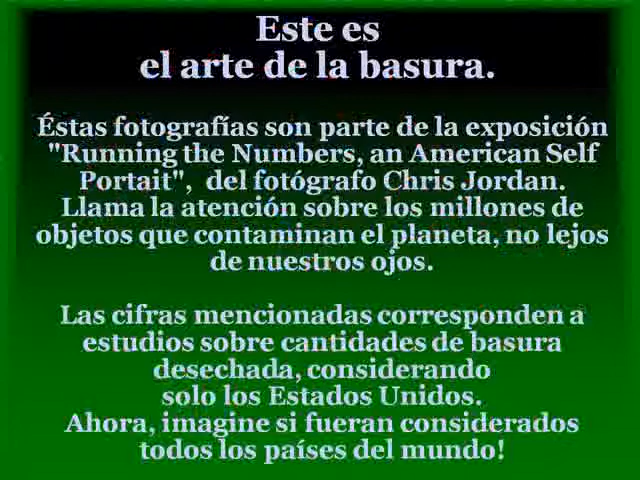 Este es
el arte de la basura.
Éstas fotografías son parte de la exposición
"Running the Numbers, an American Self
Portait", del fotógrafo Chris Jordan.
Llama la atención sobre los millones de
objetos que contaminan el planeta, no lejos
de nuestros ojos.
Las cifras mencionadas corresponden a
estudios sobre cantidades de basura
desechada, considerando
solo los Estados Unidos.
Ahora, imagine si fueran considerados
todos los países del mundo!